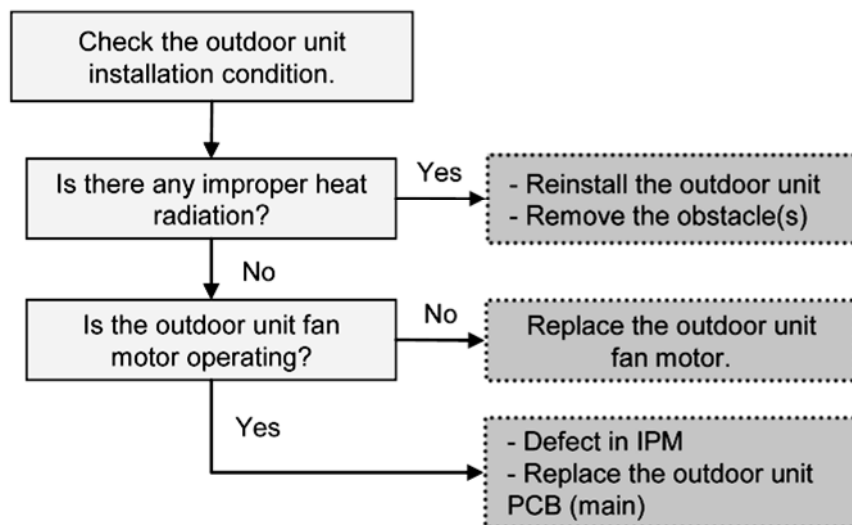 Check the outdoor unit
installation condition.
Is there any improper heat
radiation?
Yes
- Reinstall the outdoor unit
- Remove the obstacle(s)
No
Is the outdoor unit fan
motor operating?
No
Replace the outdoor unit
fan motor.
Yes
- Defect in IPM
- Replace the outdoor unit
PCB (main)